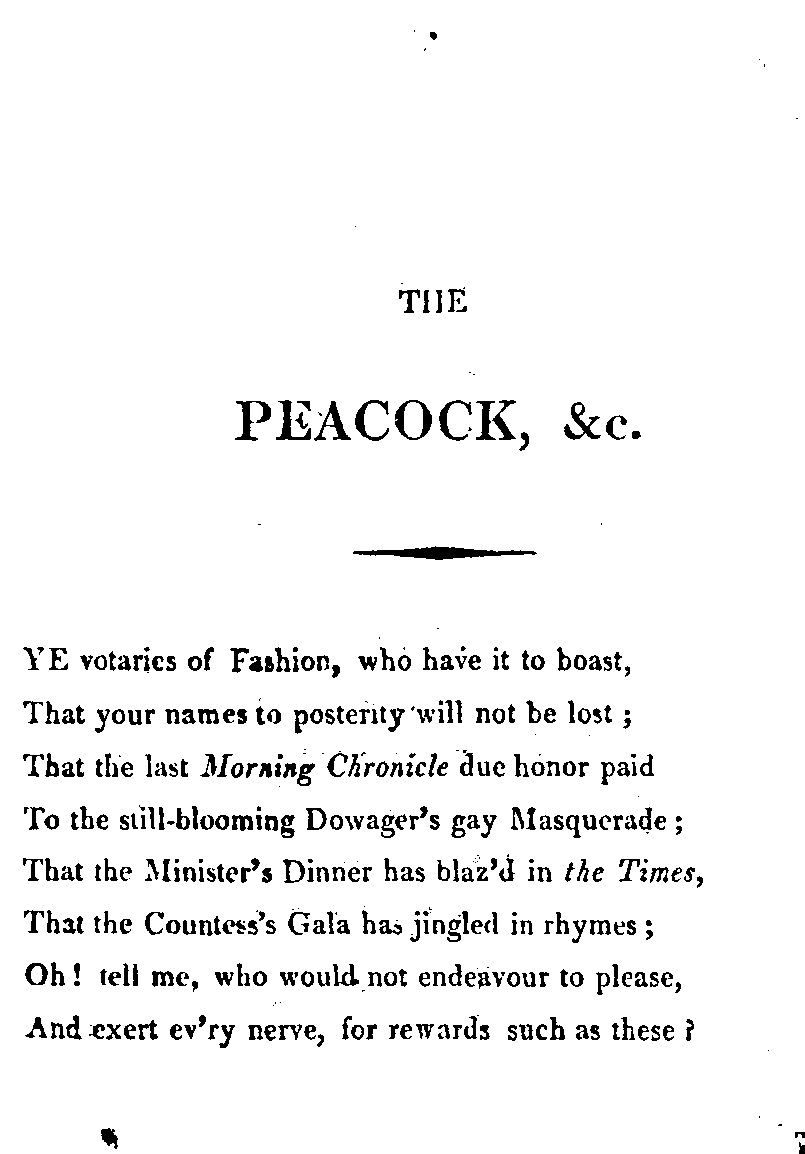 THE
PEACOCK, &c.
YE votaries of Fashion, who have it to boast,
That your names to posterity will not be lost ;
That the last Morning Chronicle due honor paid
To the still-blooming Dowager's gay Masquerade ;
That the Minister's Dinner has blaz'd in the Times,
That the Countess's Gala has jingled in rhymes ;
Oh ! tell me, who would not endeavour to please,
And exert ev'ry nerve, for rewards such as these ?